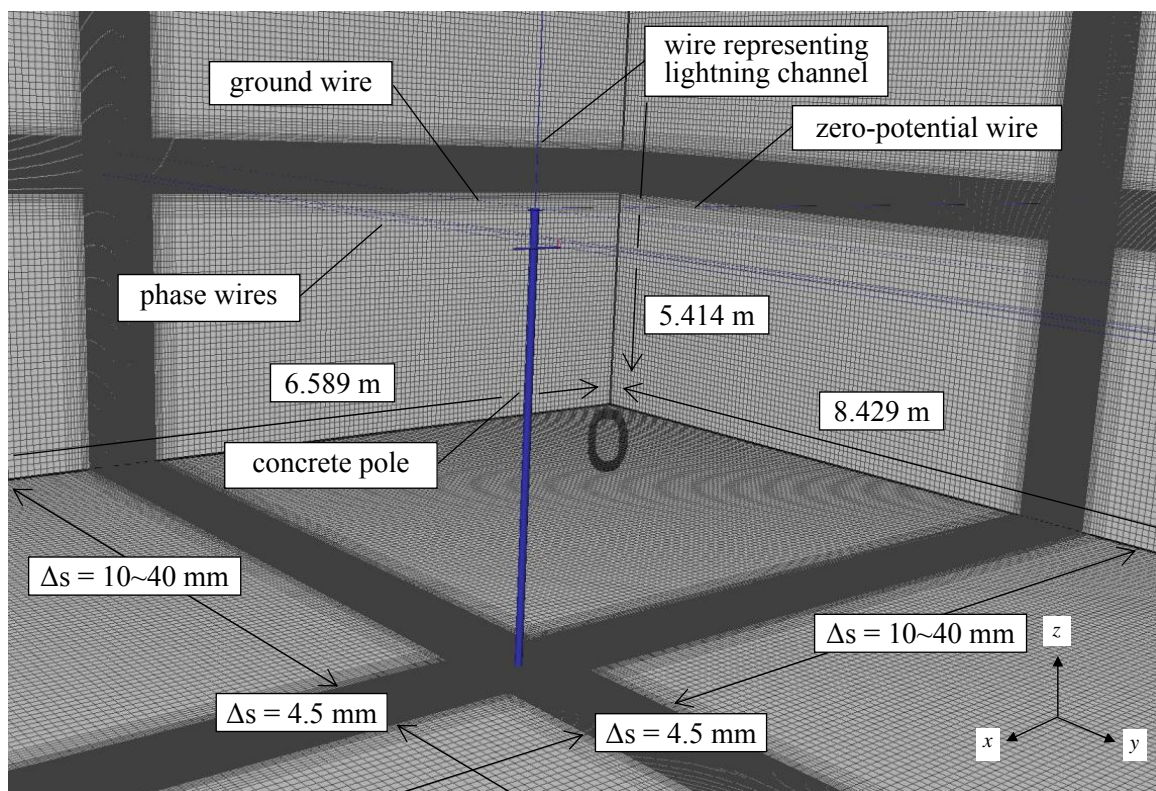 wire representing
lightning channel
ground wire
zero-potential wire
phase wires
5.414 m
6.589 m
8.429 m
concrete pole
Δs = 10~40 mm
Δs = 10~40 mm
Δs = 4.5 mm
Δs = 4.5 mm
z
x
y